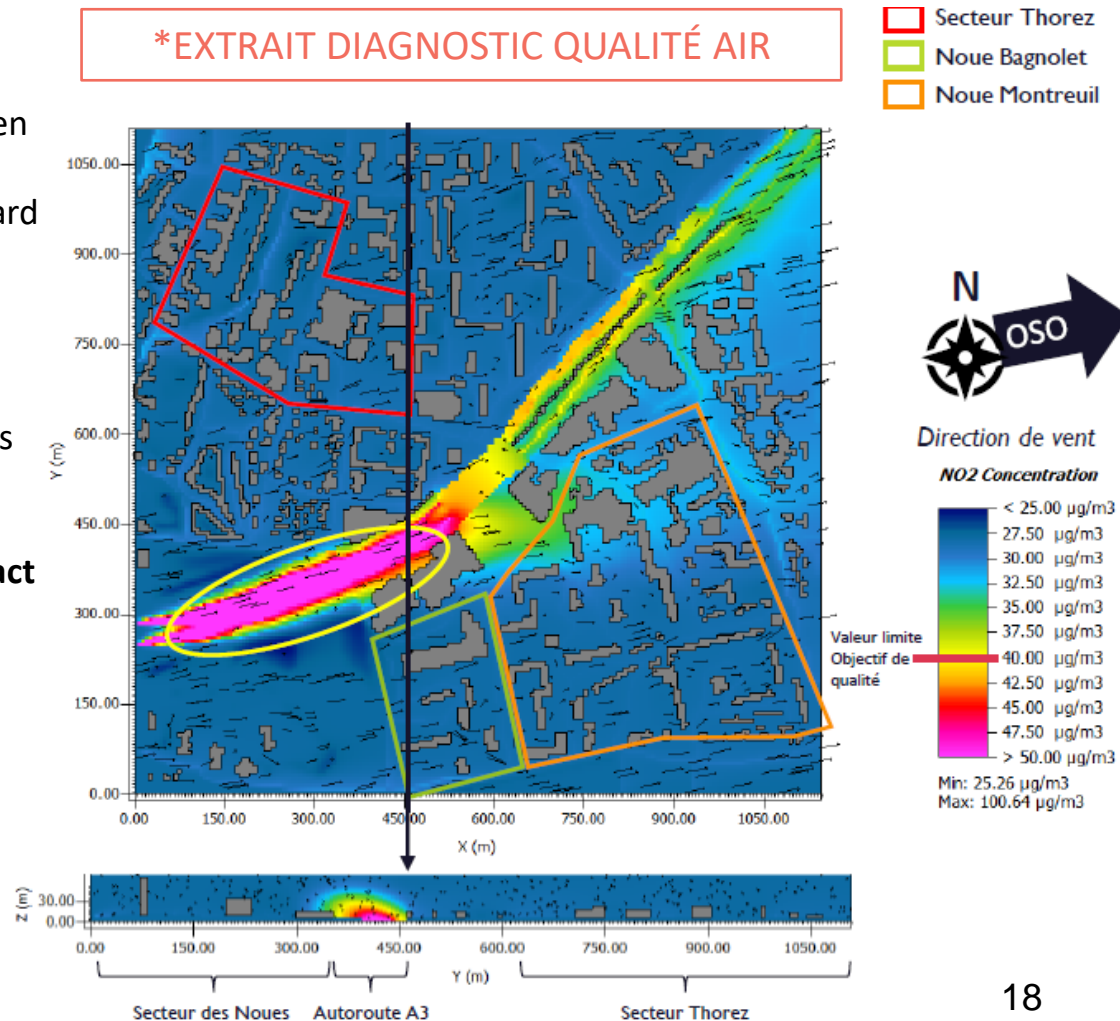 *EXTRAIT DIAGNOSTIC QUALITÉ AIR
Secteur Thorez
Noue Bagnolet
Noue Montreuil
en
ard
s
act
1050.00
900.00
750.00
600.00
450.00
300.00
150.00
0.00
Y (m)
0.00 150.00 300.00 450.00 600.00 750.00 900.00 1050.00
X (m)
N
OSO
Direction de vent
NO2 Concentration
< 25.00 µg/m3
27.50 µg/m3
30.00 µg/m3
32.50 µg/m3
35.00 µg/m3
37.50 µg/m3
40.00 µg/m3
42.50 µg/m3
45.00 µg/m3
47.50 µg/m3
> 50.00 µg/m3
Valeur limite
Objectif de
qualité
Min: 25.26 µg/m3
Max: 100.64 µg/m3
Z (m)
30.00
0.00
0.00 150.00 300.00 450.00 600.00 750.00 900.00 1050.00
Y (m)
Secteur des Noues Autoroute A3 Secteur Thorez
18